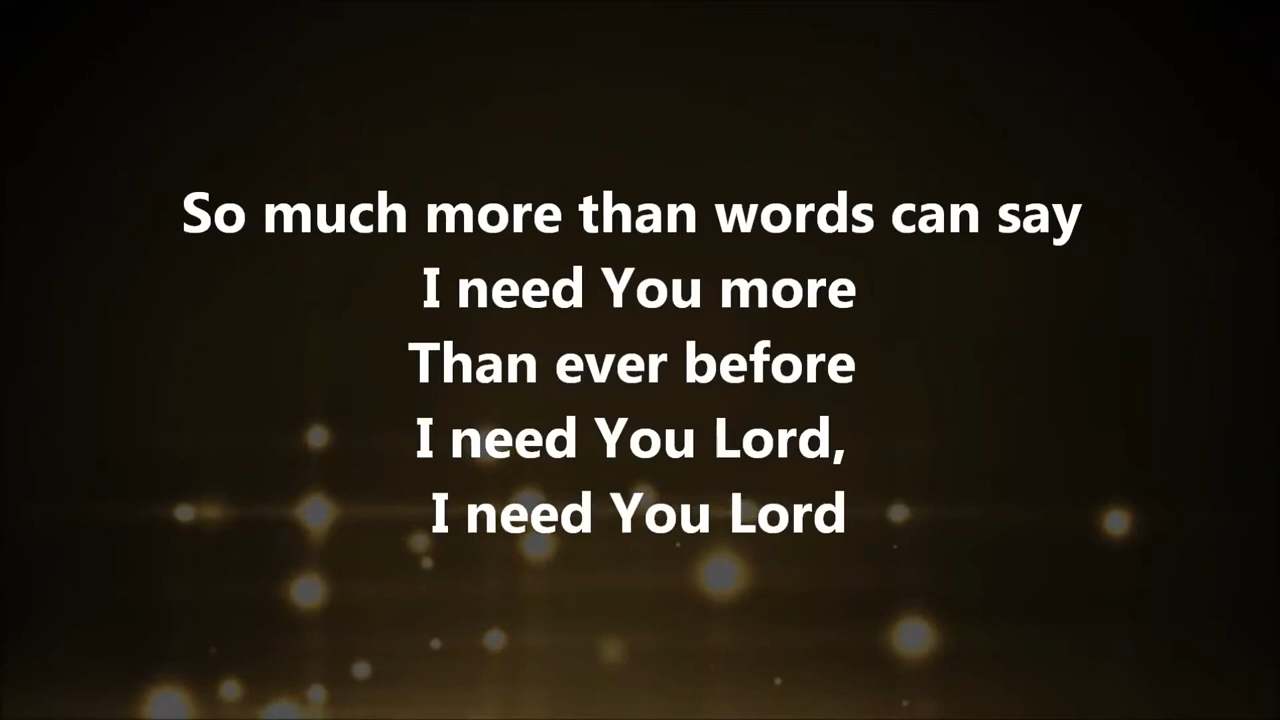 So much more than words can say
I need You more
Than ever before
I need You Lord,
I need You Lord